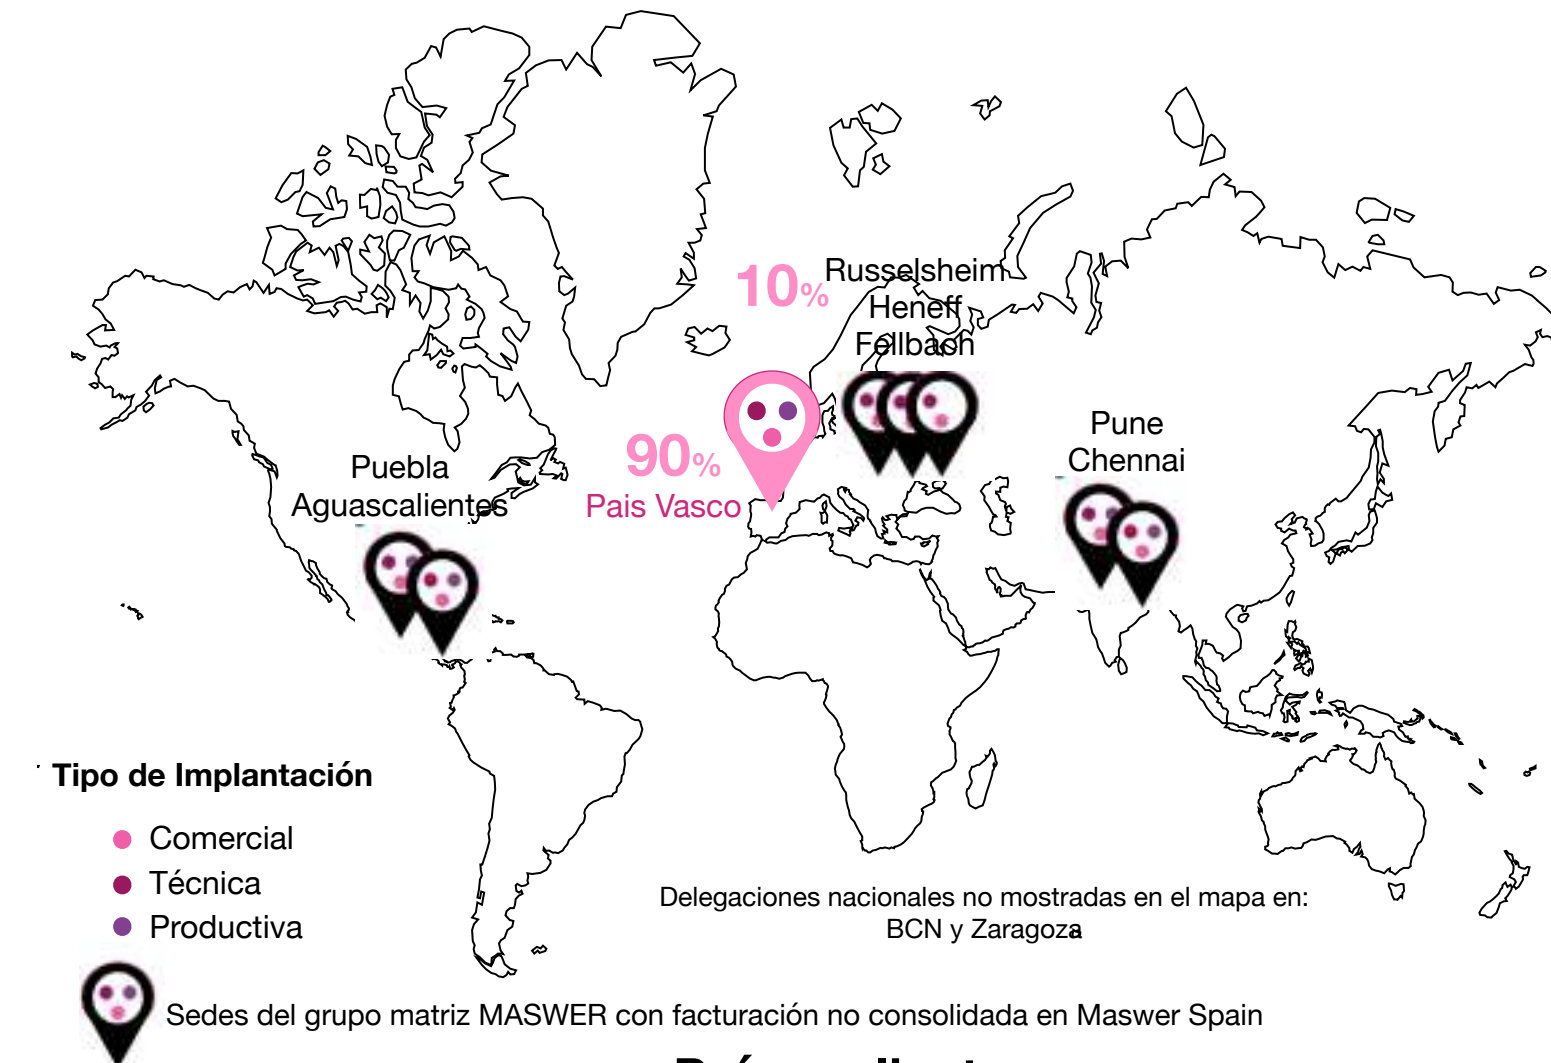 10%
Russelsheim
Heneff
Fellbach
Pune
Chennai
90%
Pais Vasco
Puebla
Aguascalientes
Tipo de Implantación
Comercial
Técnica
Productiva
Delegaciones nacionales no mostradas en el mapa en:
BCN y Zaragoza
Sedes del grupo matriz MASWER con facturación no consolidada en Maswer Spain